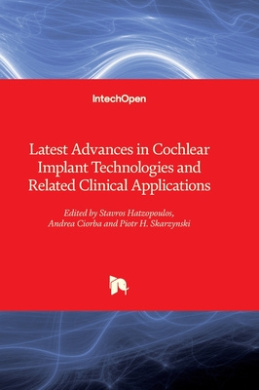 IntechOpen
Latest Advances in Cochlear
Implant Technologies and
Related Clinical Applications
Edited by Stavros Hatzopoulos,
Andrea Ciorba and Piotr H. Skarzynski